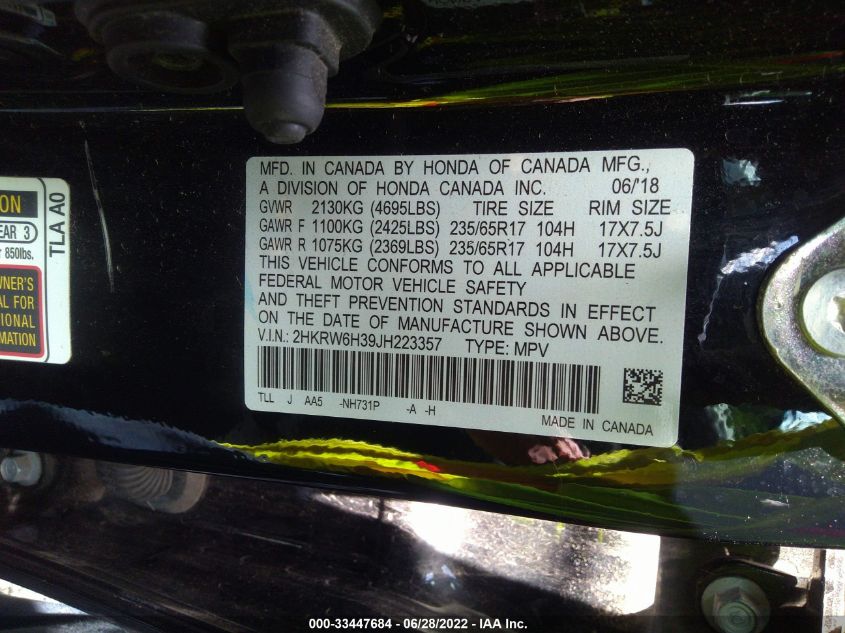 ON
EAR 3
850lbs.
TLA A0
WNER'S
AL FOR
TIONAL
MATION
MFD. IN CANADA BY HONDA OF CANADA MFG.,
A DIVISION OF HONDA CANADA INC. 06/'18
GVWR 2130KG (4695LBS) TIRE SIZE RIM SIZE
GAWR F 1100KG (2425LBS) 235/65R17 104H 17X7.5J
GAWR R 1075KG (2369LBS) 235/65R17 104H 17X7.5J
THIS VEHICLE CONFORMS TO ALL APPLICABLE
FEDERAL MOTOR VEHICLE SAFETY
AND THEFT PREVENTION STANDARDS IN EFFECT
ON THE DATE OF MANUFACTURE SHOWN ABOVE.
V.I.N.: 2HKRW6H39JH223357 TYPE: MPV
TLL J AA5 -NH731P -A -H
MADE IN CANADA
000-33447684 - 06/28/2022 - IAA Inc.